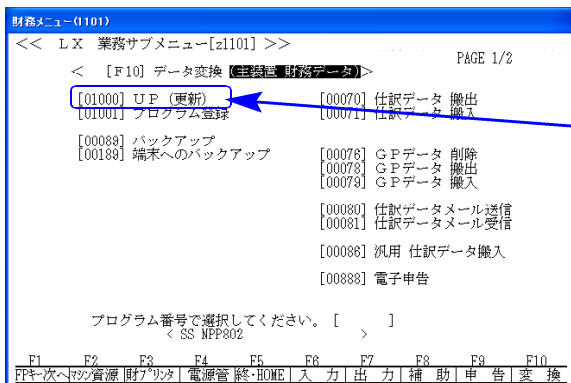 財務メニュー(1101)
<< LX 業務サブメニュー[z1101] >>
PAGE 1/2
< [F10] データ変換 (主装置 財務データ)>
[01000] UP (更新)
[01001] プログラム登録
[00089] バックアップ
[00189] 端末へのバックアップ
[00070] 仕訳データ 搬出
[00071] 仕訳データ 搬入
[00076] GPデータ 削除
[00078] GPデータ 搬出
[00079] GPデータ 搬入
[00080] 仕訳データメール送信
[00081] 仕訳データメール受信
[00086] 汎用 仕訳データ搬入
[00888] 電子申告
プログラム番号で選択してください。 [ ]
< SS NPP802 >
F1 F2 F3 F4 F5 F6 F7 F8 F9 F10
FPキー次へ マシン資源 財プリンタ 電源管 終・HOME 入 力 出 力 補 助 申 告 変 換